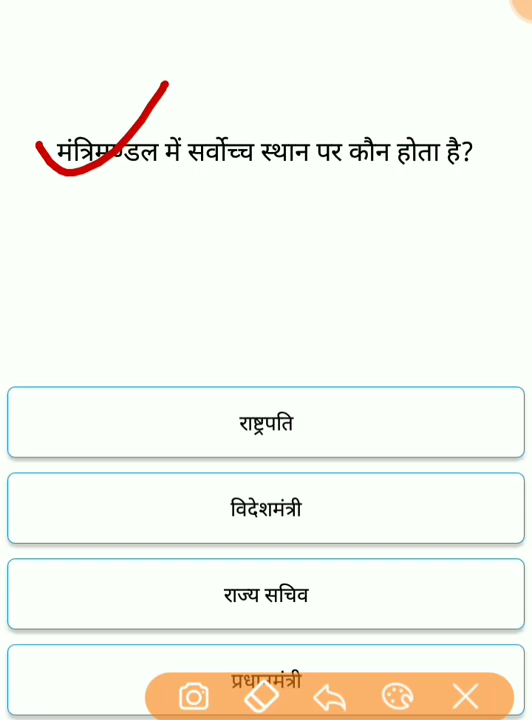 मंत्रिमण्डल में सर्वोच्च स्थान पर कौन होता है?
राष्ट्रपति
विदेशमंत्री
राज्य सचिव
प्रधानमंत्री